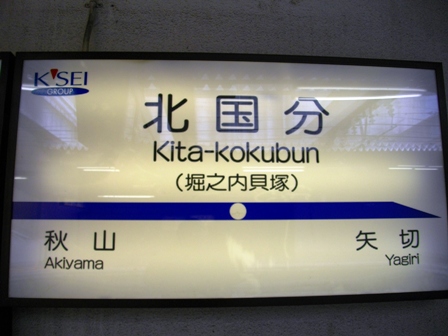 K'SEI
GROUP
北国分
Kita-kokubun
(堀之内貝塚)
秋山
Akiyama
矢切
Yagiri